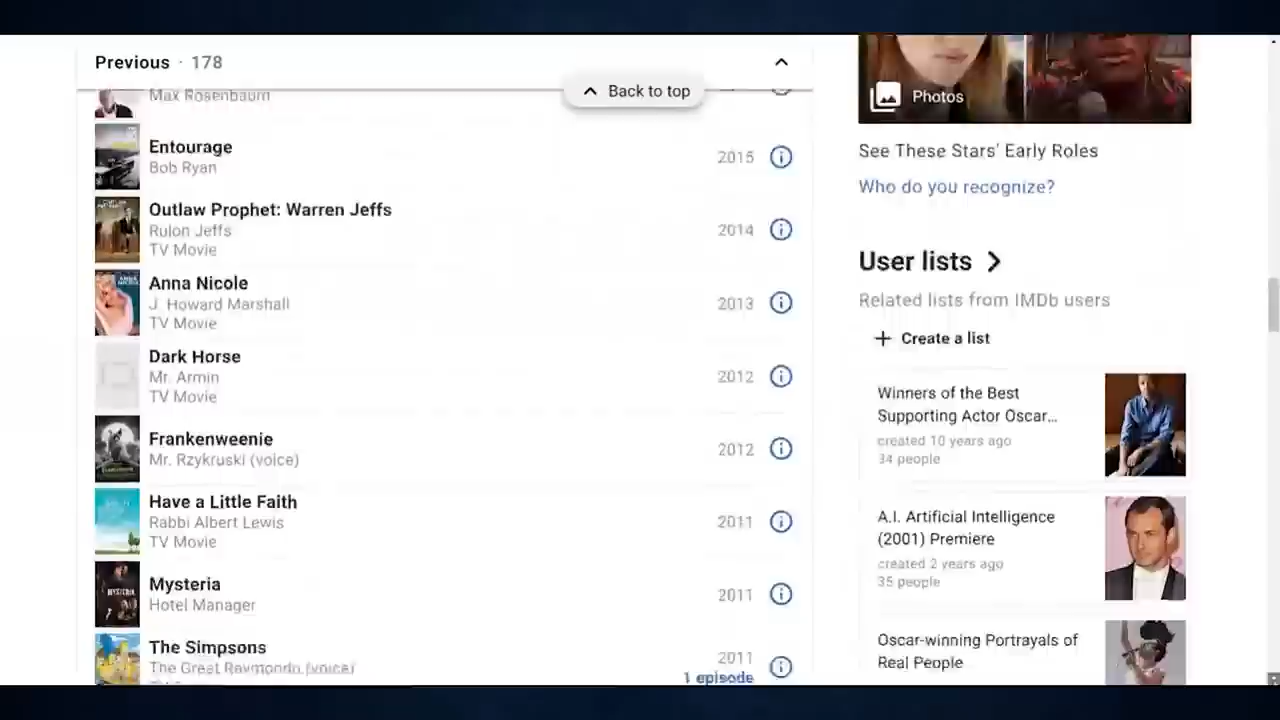 Previous · 178
Back to top
Max Rosenbaum
Entourage
Bob Ryan
2015
Outlaw Prophet: Warren Jeffs
Rulon Jeffs
TV Movie
2014
Anna Nicole
J. Howard Marshall
TV Movie
2013
Dark Horse
Mr. Armin
TV Movie
2012
Frankenweenie
Mr. Rzykruski (voice)
2012
Have a Little Faith
Rabbi Albert Lewis
TV Movie
2011
Mysteria
Hotel Manager
2011
The Simpsons
The Great Raymondo (voice)
2011
1 episode
Photos
See These Stars' Early Roles
Who do you recognize?
User lists
Related lists from IMDb users
+ Create a list
Winners of the Best
Supporting Actor Oscar...
created 10 years ago
34 people
A.I. Artificial Intelligence
(2001) Premiere
created 2 years ago
35 people
Oscar-winning Portrayals of
Real People